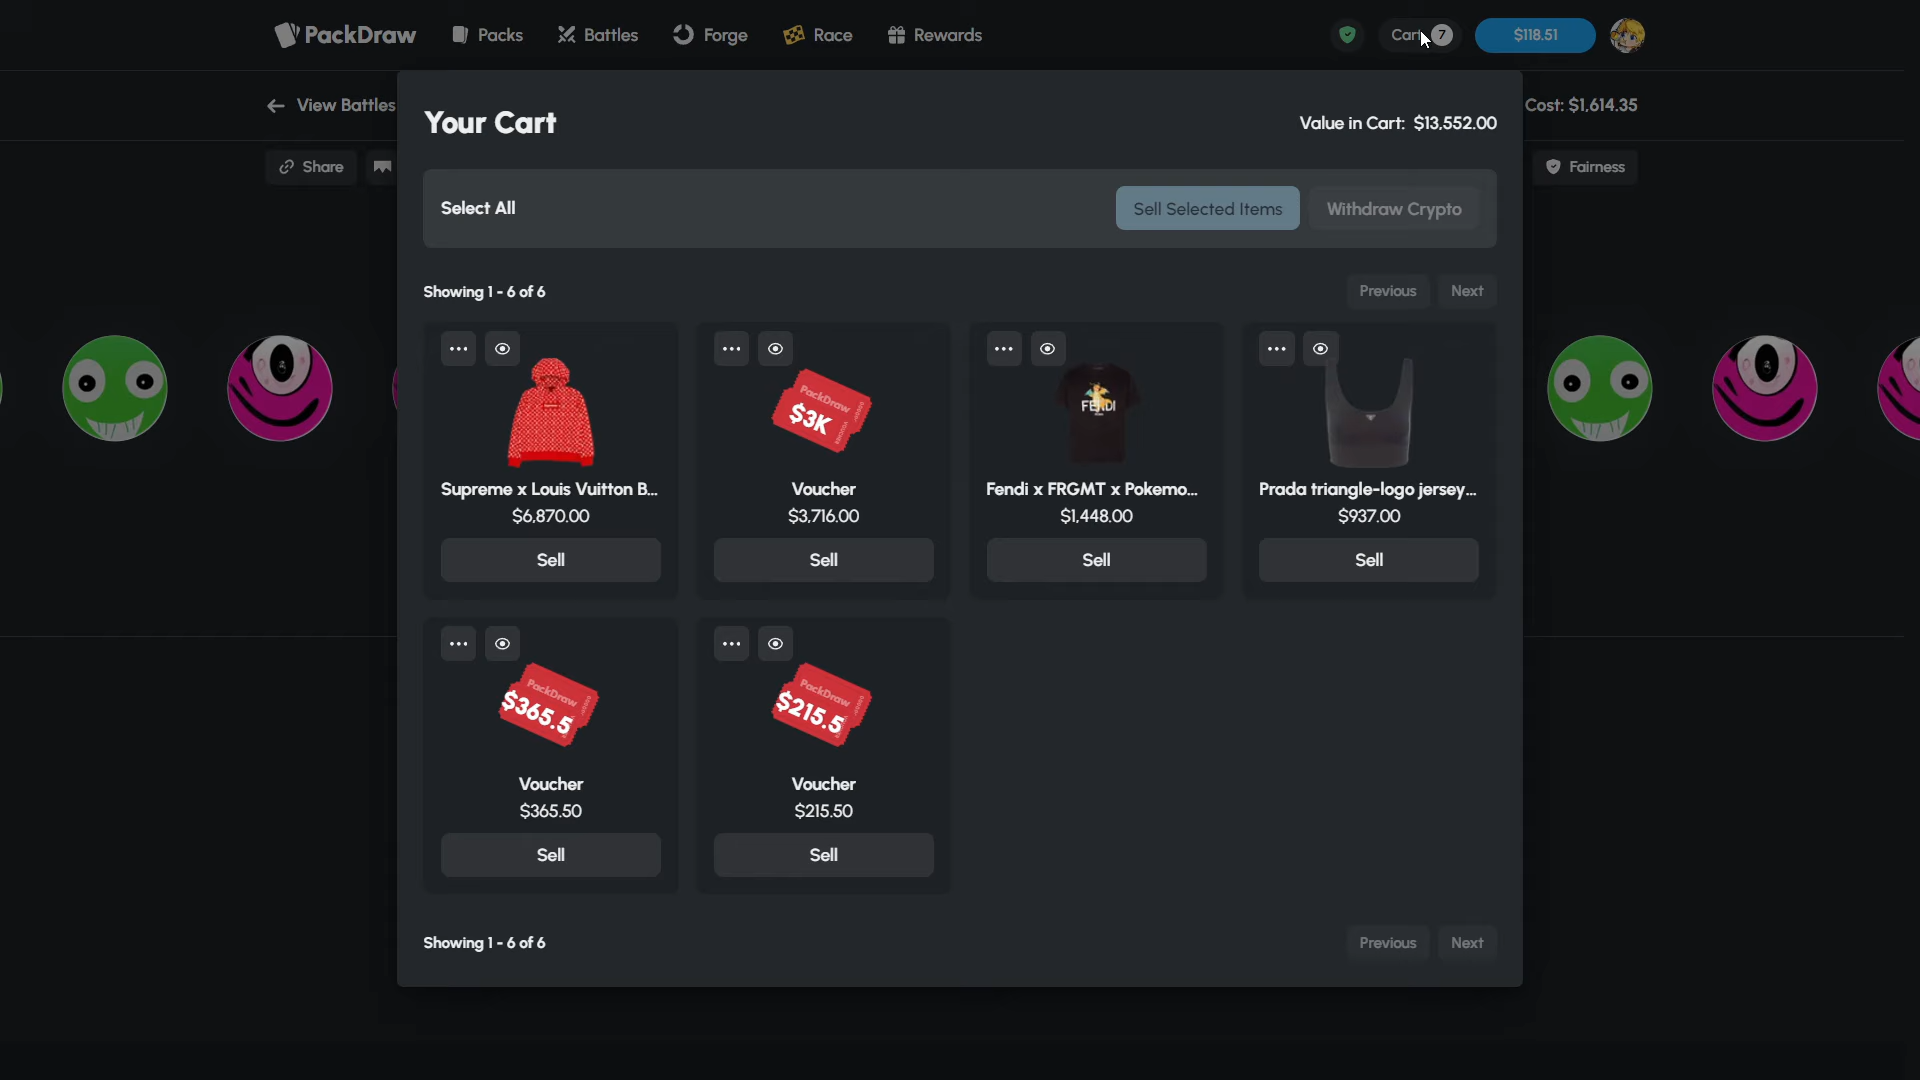 PackDraw Packs Battles Forge Race Rewards Cart 7 $118.51
View Battles
Cost: $1,614.35
Your Cart
Value in Cart: $13,552.00
Share
Fairness
Select All
Sell Selected Items
Withdraw Crypto
Showing 1 - 6 of 6
Previous Next
PackDraw
$3K
FENDI
Supreme x Louis Vuitton B...
$6,870.00
Sell
Voucher
$3,716.00
Sell
Fendi x FRGMT x Pokemo...
$1,448.00
Sell
Prada triangle-logo jersey...
$937.00
Sell
PackDraw
$365.5
Voucher
$365.50
Sell
PackDraw
$215.5
Voucher
$215.50
Sell
Showing 1 - 6 of 6
Previous Next